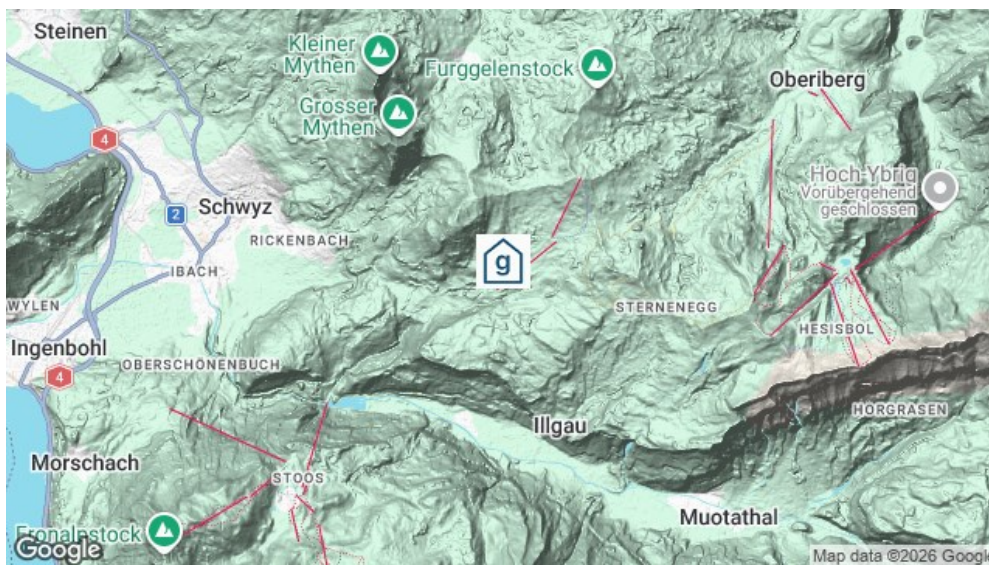 Steinen
Kleiner
Mythen
Furggelenstock
Oberiberg
Grosser
Mythen
4
Hoch-Ybrig
Vorübergehend
geschlossen
2
Schwyz
RICKENBACH
g
IBACH
WYLEN
STERNENEGG
HESISBOL
Ingenbohl
OBERSCHÖNENBUCH
4
HORGRASEN
Illgau
Morschach
STOOS
Muotathal
Fronalpstock
Google
Map data ©2026 Google